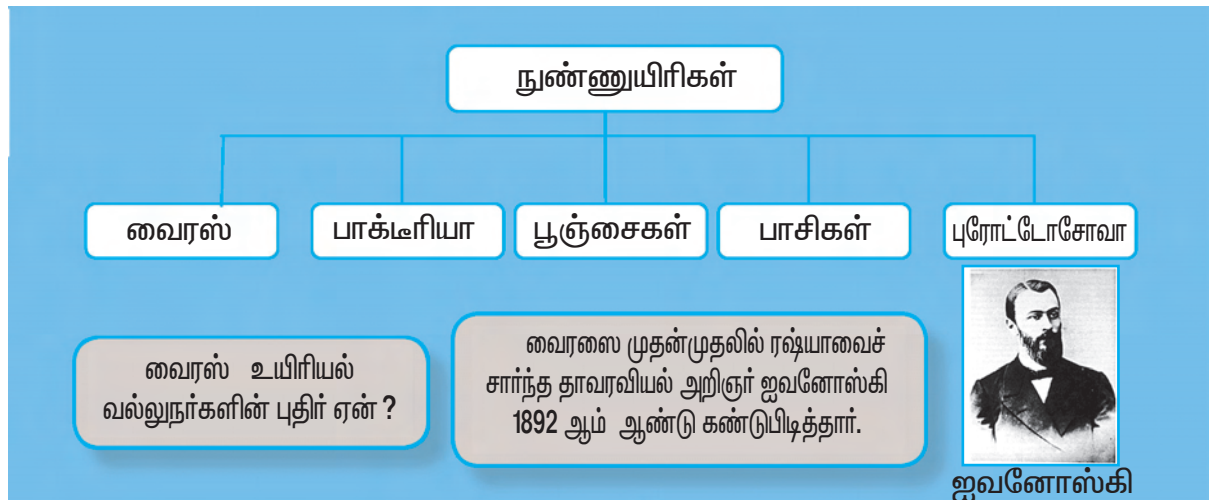 நுண்ணுயிரிகள்
வைரஸ்
பாக்டீரியா
பூஞ்சைகள்
பாசிகள்
புரோட்டோசோவா
வைரஸ் உயிரியல்
வல்லுநர்களின் புதிர் ஏன் ?
வைரஸை முதன்முதலில் ரஷ்யாவைச்
சார்ந்த தாவரவியல் அறிஞர் ஐவனோஸ்கி
1892 ஆம் ஆண்டு கண்டுபிடித்தார்.
ஐவனோஸ்கி